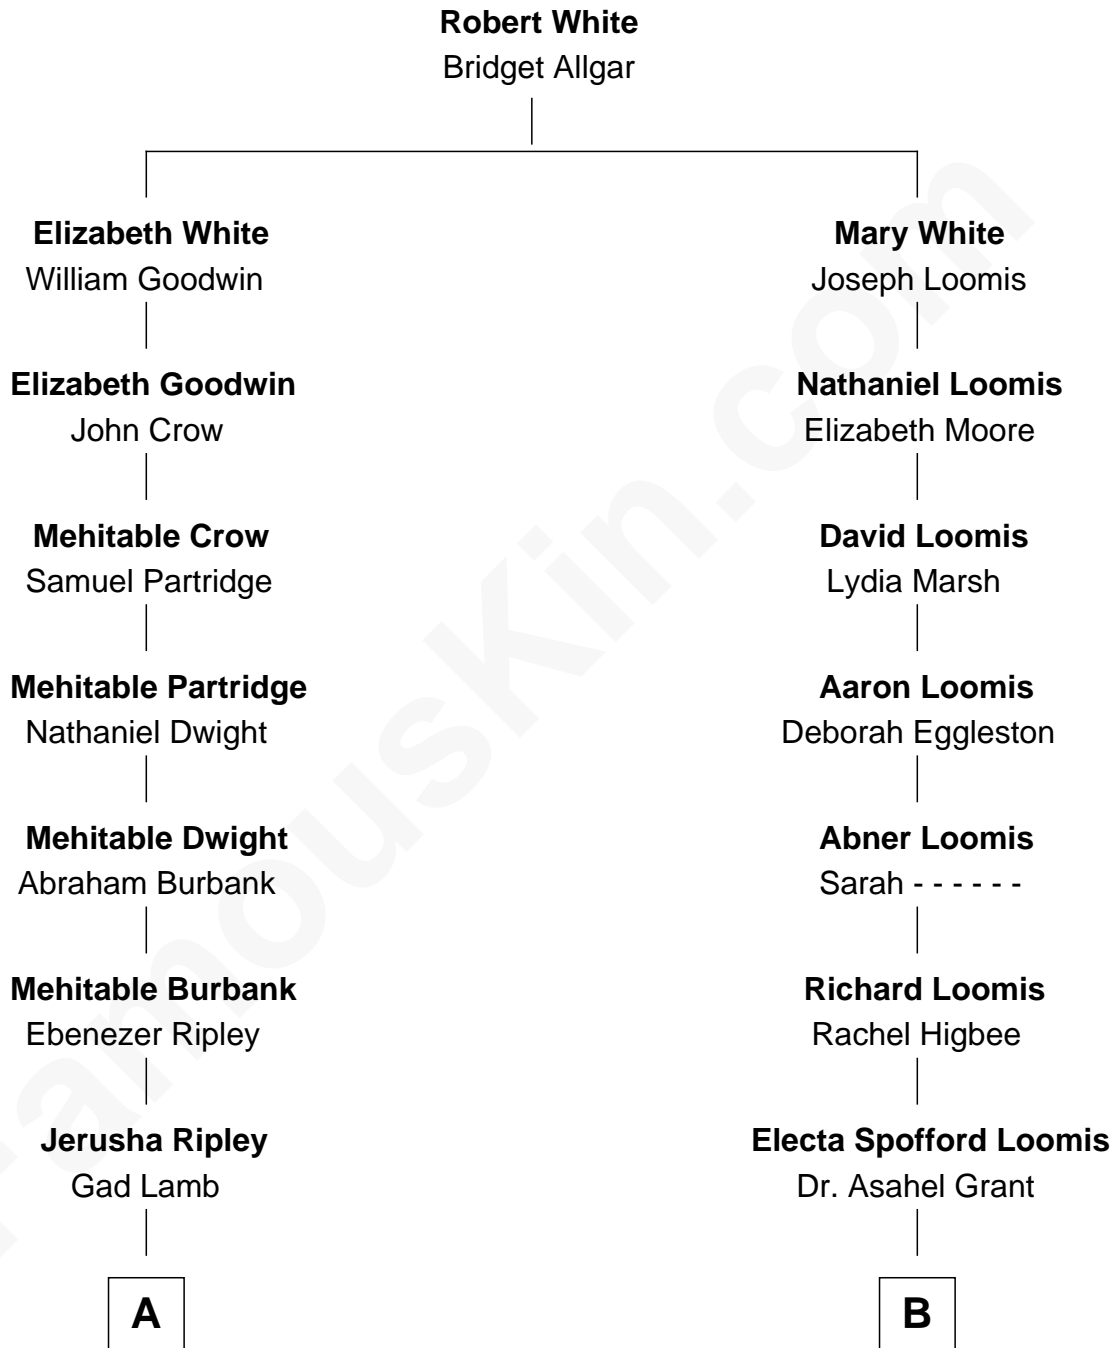 Robert White
Bridget Allgar
Elizabeth White
William Goodwin
Mary White
Joseph Loomis
Elizabeth Goodwin
John Crow
Nathaniel Loomis
Elizabeth Moore
Mehitable Crow
Samuel Partridge
David Loomis
Lydia Marsh
Mehitable Partridge
Nathaniel Dwight
Aaron Loomis
Deborah Eggleston
Mehitable Dwight
Abraham Burbank
Abner Loomis
Sarah - - - - - -
Mehitable Burbank
Ebenezer Ripley
Richard Loomis
Rachel Higbee
Jerusha Ripley
Gad Lamb
Electa Spofford Loomis
Dr. Asahel Grant
A
B
FamousKin.com